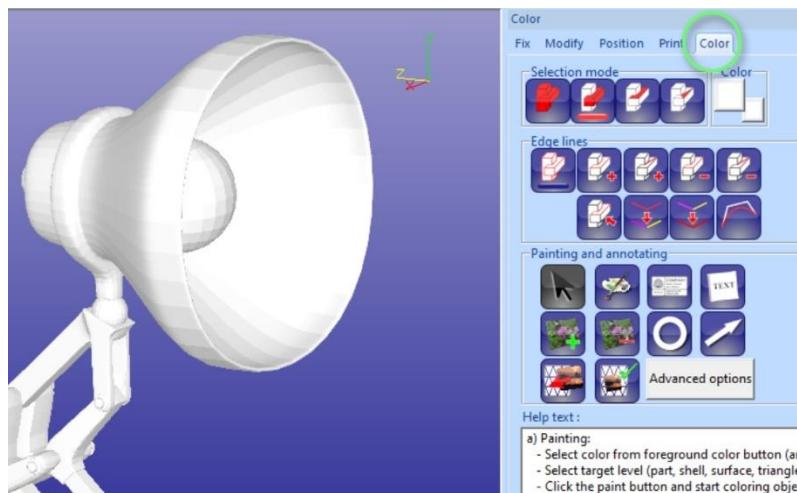 Color
Fix Modify Position Print Color
Selection mode
Color
Edge lines
Painting and annotating
TEXT
Advanced options
Help text :
a) Painting:
- Select color from foreground color button (a
- Select target level (part, shell, surface, triangle
- Click the paint button and start coloring obje
Z
X